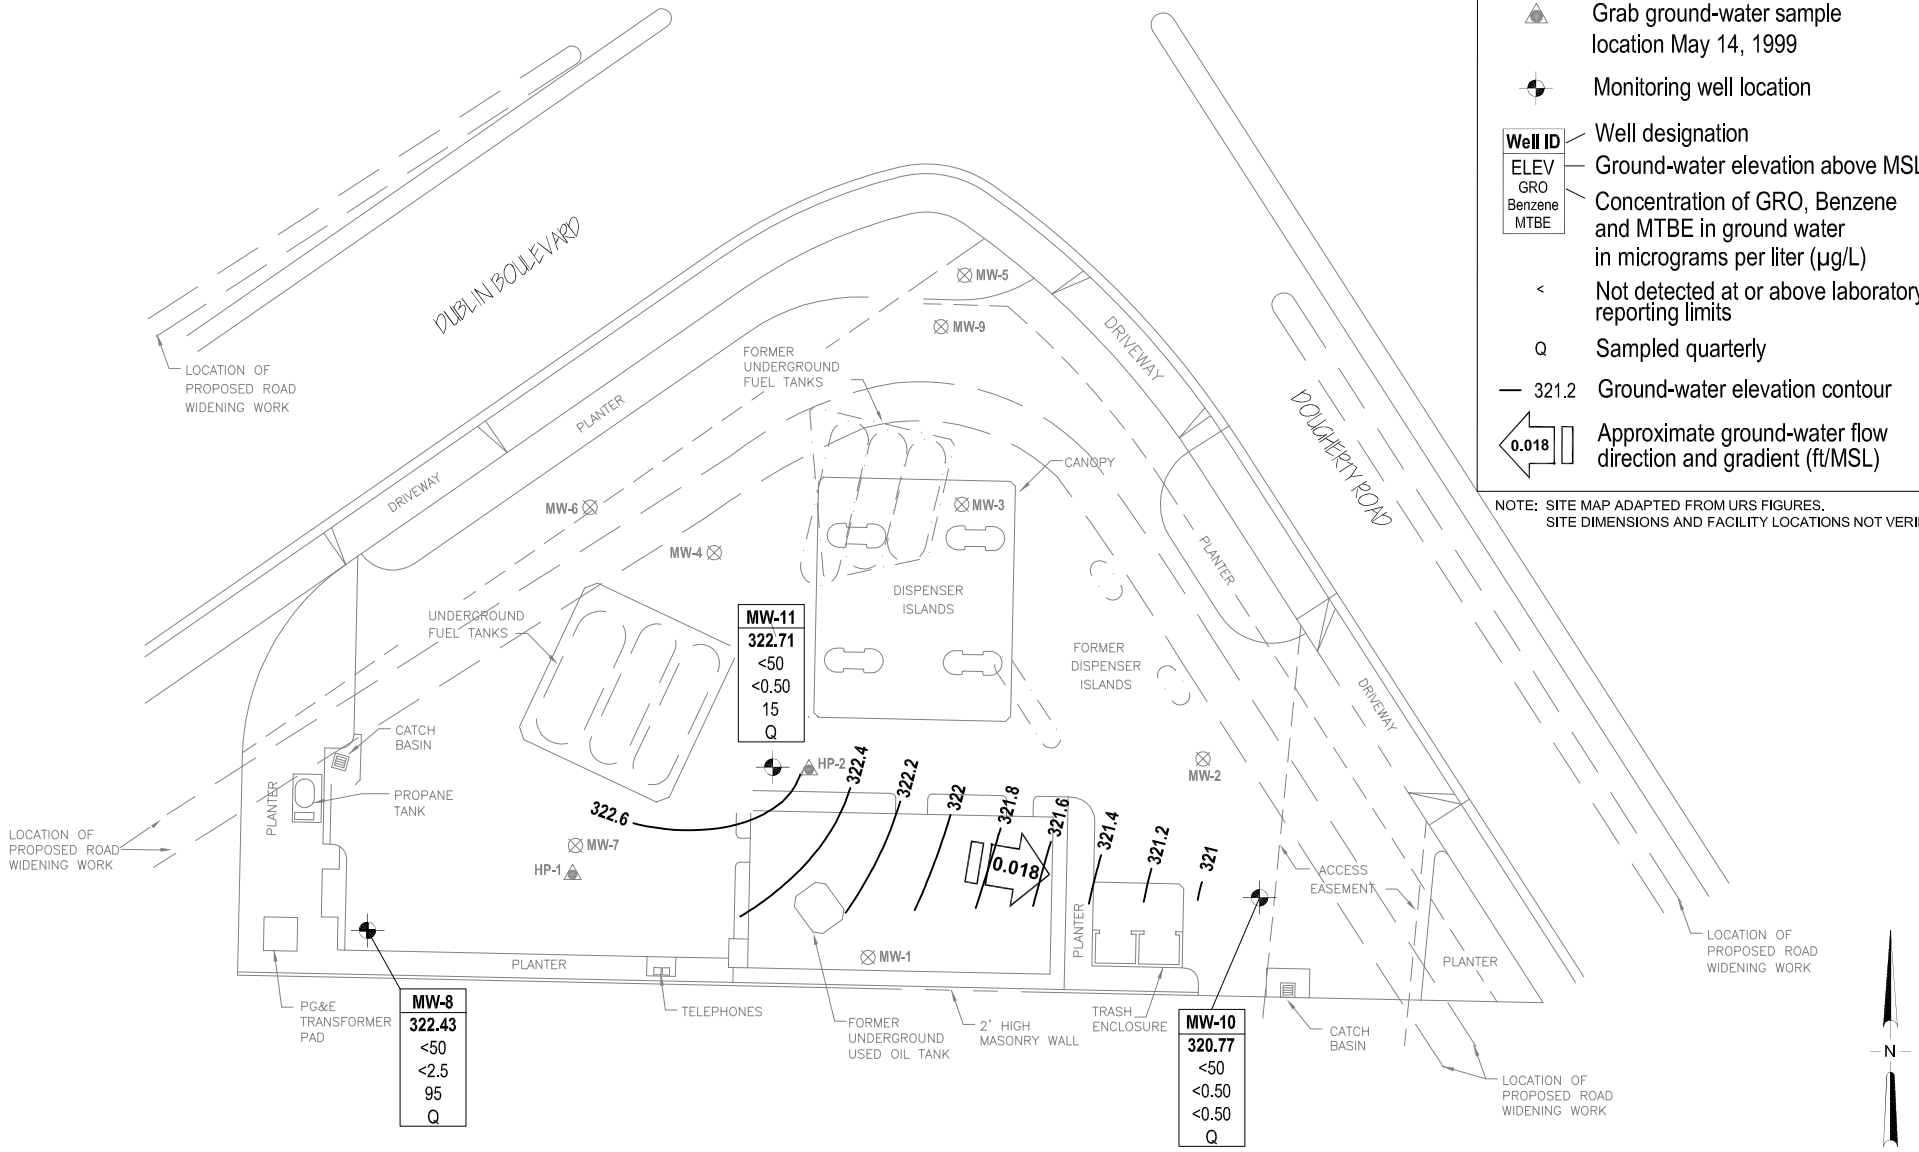 Grab ground-water sample
location May 14, 1999
Monitoring well location
Well ID
ELEV
GRO
Benzene
MTBE
Well designation
Ground-water elevation above MSL
Concentration of GRO, Benzene
and MTBE in ground water
in micrograms per liter (µg/L)
<
Not detected at or above laboratory
reporting limits
Q
Sampled quarterly
321.2
Ground-water elevation contour
0.018
Approximate ground-water flow
direction and gradient (ft/MSL)
NOTE: SITE MAP ADAPTED FROM URS FIGURES.
SITE DIMENSIONS AND FACILITY LOCATIONS NOT
DUBLIN BOULEVARD
LOCATION OF
PROPOSED ROAD
WIDENING WORK
DRIVEWAY
PLANTER
FORMER
UNDERGROUND
FUEL TANKS
MW-5
MW-9
DRIVEWAY
DOUGHERTY ROAD
CANOPY
MW-6
MW-4
MW-3
PLANTER
DISPENSER
ISLANDS
UNDERGROUND
FUEL TANKS
MW-11
322.71
<50
<0.50
15
Q
FORMER
DISPENSER
ISLANDS
DRIVEWAY
CATCH
BASIN
PROPANE
TANK
PLANTER
LOCATION OF
PROPOSED ROAD
WIDENING WORK
HP-2
MW-2
322.6
322.4
322.2
322
321.8
321.6
321.4
321.2
321
MW-7
HP-1
0.018
ACCESS
EASEMENT
PLANTER
PLANTER
MW-1
PLANTER
LOCATION OF
PROPOSED ROAD
WIDENING WORK
PG&E
TRANSFORMER
PAD
MW-8
322.43
<50
<2.5
95
Q
TELEPHONES
FORMER
UNDERGROUND
USED OIL TANK
2' HIGH
MASONRY WALL
TRASH
ENCLOSURE
MW-10
320.77
<50
<0.50
<0.50
Q
CATCH
BASIN
LOCATION OF
PROPOSED ROAD
WIDENING WORK
N